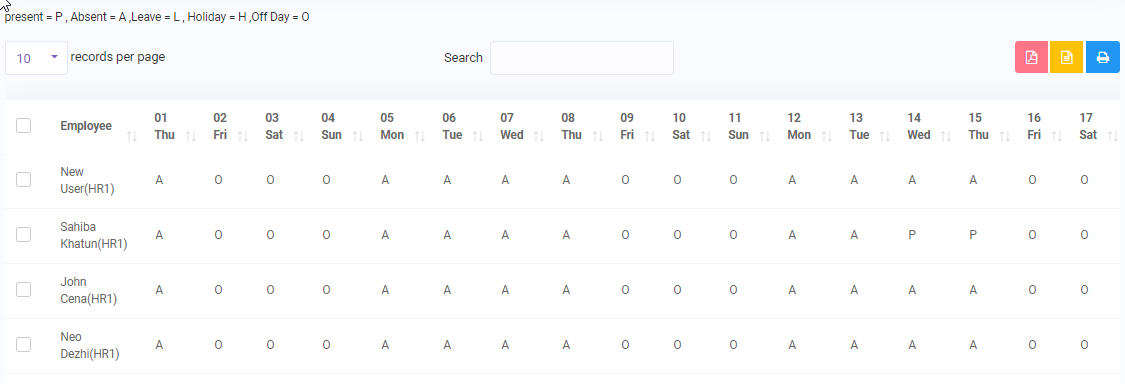 present = P , Absent = A ,Leave = L , Holiday = H ,Off Day = O
10 records per page Search
Employee 01 Thu 02 Fri 03 Sat 04 Sun 05 Mon 06 Tue 07 Wed 08 Thu 09 Fri 10 Sat 11 Sun 12 Mon 13 Tue 14 Wed 15 Thu 16 Fri 17 Sat
New User(HR1) A O O O A A A A O O O A A A A O O
Sahiba Khatun(HR1) A O O O A A A A O O O A A P P O O
John Cena(HR1) A O O O A A A A O O O A A A A O O
Neo Dezhi(HR1) A O O O A A A A O O O A A A A O O